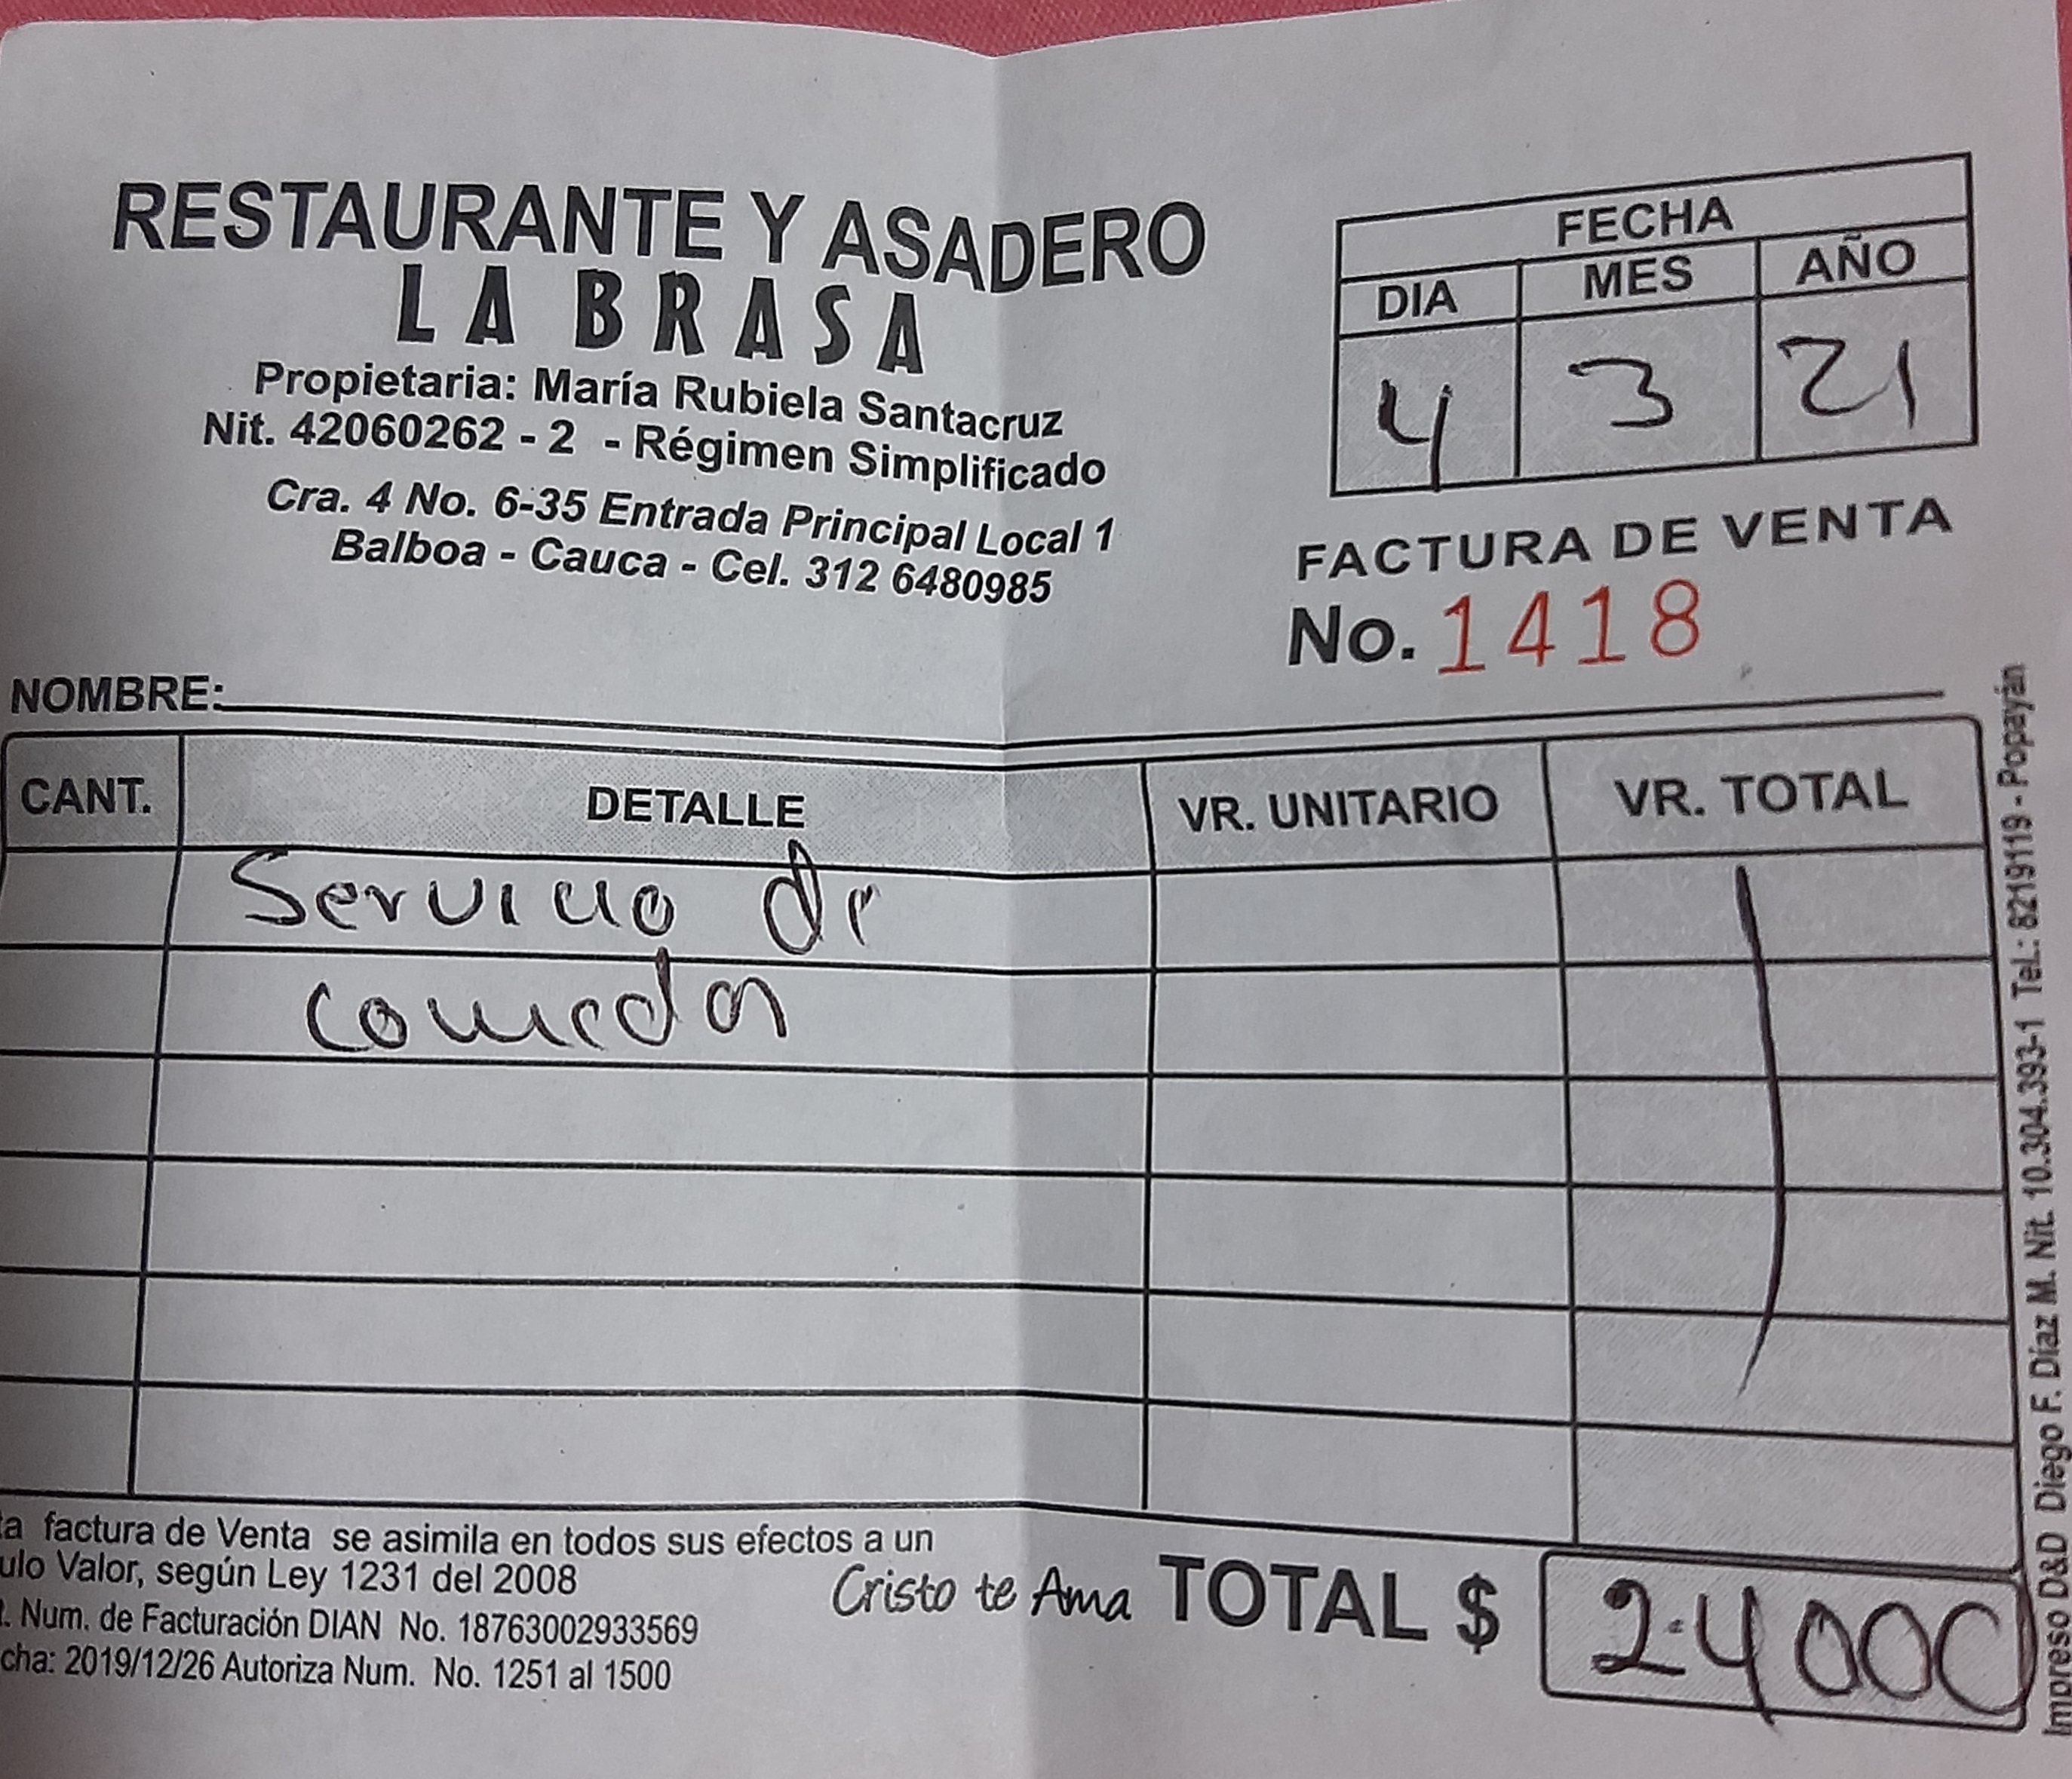 RESTAURANTE Y ASADERO
LA BRASA
Propietaria: María Rubiela Santacruz
Nit. 42060262 - 2 - Régimen Simplificado
Cra. 4 No. 6-35 Entrada Principal Local 1
Balboa - Cauca - Cel. 312 6480985
FECHA
DIA MES AÑO
4 3 21
FACTURA DE VENTA
No. 1418
NOMBRE:
CANT. DETALLE VR. UNITARIO VR. TOTAL
Servicio de
comedor
ta factura de Venta se asimila en todos sus efectos a un
ulo Valor, según Ley 1231 del 2008
. Num. de Facturación DIAN No. 18763002933569
cha: 2019/12/26 Autoriza Num. No. 1251 al 1500
Cristo te Ama TOTAL $ 24000
Impreso D&D Diego F. Díaz M. Nit. 10.304.393-1 Tel.: 8219119 - Popayán